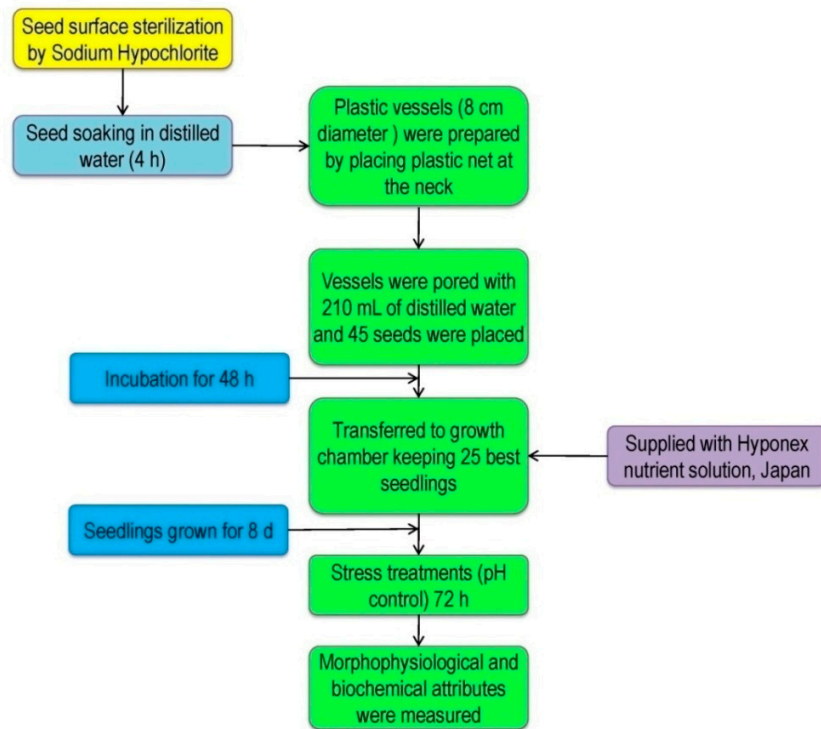 Seed surface sterilization
by Sodium Hypochlorite
Seed soaking in distilled
water (4 h)
Plastic vessels (8 cm
diameter ) were prepared
by placing plastic net at
the neck
Vessels were pored with
210 mL of distilled water
and 45 seeds were placed
Incubation for 48 h
Transferred to growth
chamber keeping 25 best
seedlings
Supplied with Hyponex
nutrient solution, Japan
Seedlings grown for 8 d
Stress treatments (pH
control) 72 h
Morphophysiological and
biochemical attributes
were measured